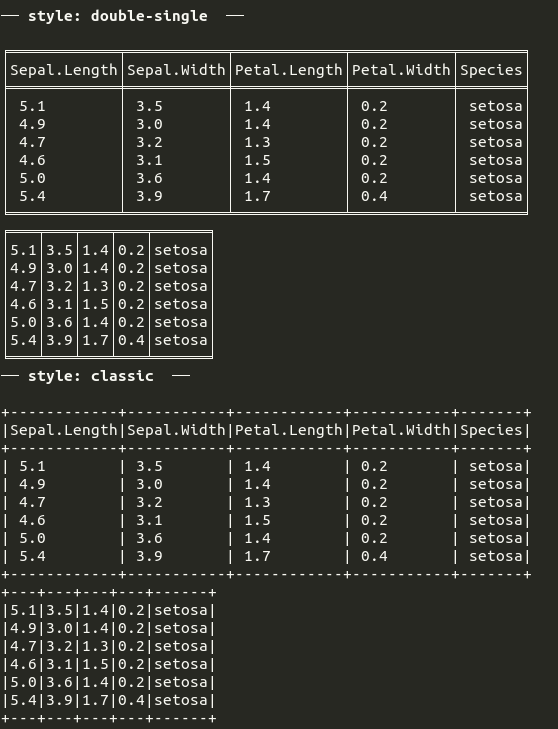 ── style: double-single  ──
╒════════════╤═══════════╤════════════╤═══════════╤═══════╕
│Sepal.Length│Sepal.Width│Petal.Length│Petal.Width│Species│
╞════════════╪═══════════╪════════════╪═══════════╪═══════╡
│ 5.1        │ 3.5       │ 1.4        │ 0.2       │ setosa│
│ 4.9        │ 3.0       │ 1.4        │ 0.2       │ setosa│
│ 4.7        │ 3.2       │ 1.3        │ 0.2       │ setosa│
│ 4.6        │ 3.1       │ 1.5        │ 0.2       │ setosa│
│ 5.0        │ 3.6       │ 1.4        │ 0.2       │ setosa│
│ 5.4        │ 3.9       │ 1.7        │ 0.4       │ setosa│
╘════════════╧═══════════╧════════════╧═══════════╧═══════╛
╒═══╤═══╤═══╤═══╤══════╕
│5.1│3.5│1.4│0.2│setosa│
│4.9│3.0│1.4│0.2│setosa│
│4.7│3.2│1.3│0.2│setosa│
│4.6│3.1│1.5│0.2│setosa│
│5.0│3.6│1.4│0.2│setosa│
│5.4│3.9│1.7│0.4│setosa│
╘═══╧═══╧═══╧═══╧══════╛
── style: classic  ──
+------------+-----------+------------+-----------+-------+
|Sepal.Length|Sepal.Width|Petal.Length|Petal.Width|Species|
+------------+-----------+------------+-----------+-------+
| 5.1        | 3.5       | 1.4        | 0.2       | setosa|
| 4.9        | 3.0       | 1.4        | 0.2       | setosa|
| 4.7        | 3.2       | 1.3        | 0.2       | setosa|
| 4.6        | 3.1       | 1.5        | 0.2       | setosa|
| 5.0        | 3.6       | 1.4        | 0.2       | setosa|
| 5.4        | 3.9       | 1.7        | 0.4       | setosa|
+------------+-----------+------------+-----------+-------+
+---+---+---+---+------+
|5.1|3.5|1.4|0.2|setosa|
|4.9|3.0|1.4|0.2|setosa|
|4.7|3.2|1.3|0.2|setosa|
|4.6|3.1|1.5|0.2|setosa|
|5.0|3.6|1.4|0.2|setosa|
|5.4|3.9|1.7|0.4|setosa|
+---+---+---+---+------+